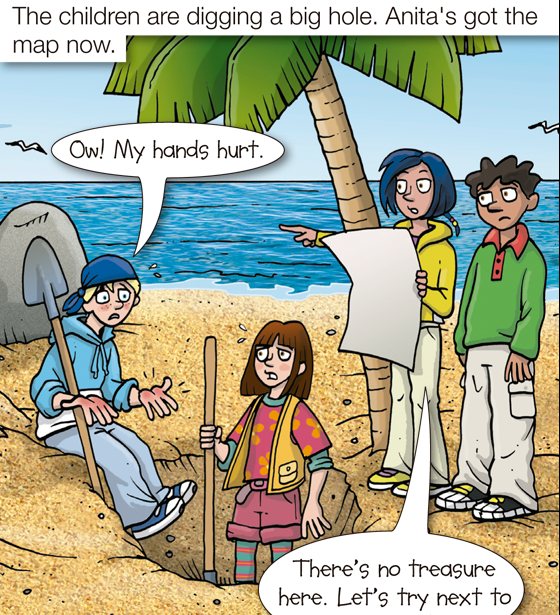 The children are digging a big hole. Anita's got the
map now.
Ow! My hands hurt.
There's no treasure
here. Let's try next to